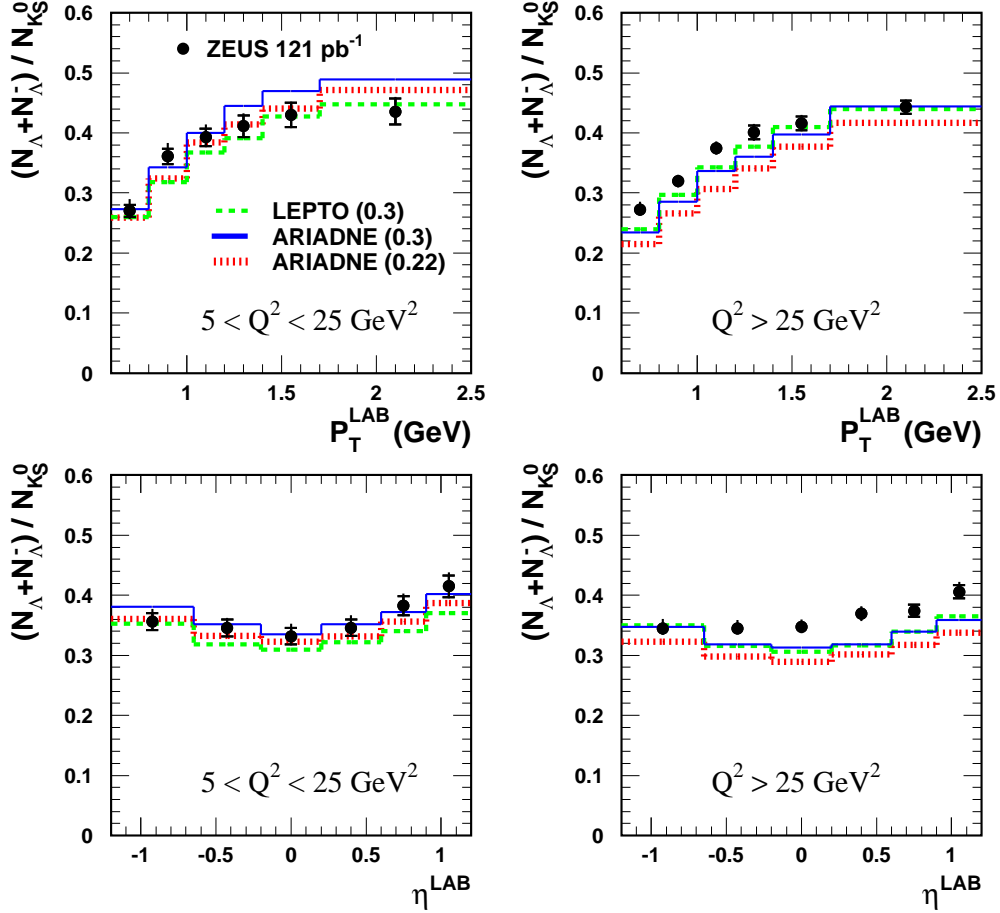 (N_Λ+N_Λ̄) / N_K⁰_S
0.6
0.5
0.4
0.3
0.2
0.1
0
ZEUS 121 pb⁻¹
LEPTO (0.3)
ARIADNE (0.3)
ARIADNE (0.22)
5 < Q² < 25 GeV²
1 1.5 2 2.5
P_T^LAB (GeV)
(N_Λ+N_Λ̄) / N_K⁰_S
0.6
0.5
0.4
0.3
0.2
0.1
0
Q² > 25 GeV²
1 1.5 2 2.5
P_T^LAB (GeV)
(N_Λ+N_Λ̄) / N_K⁰_S
0.6
0.5
0.4
0.3
0.2
0.1
0
5 < Q² < 25 GeV²
-1 -0.5 0 0.5 1
η^LAB
(N_Λ+N_Λ̄) / N_K⁰_S
0.6
0.5
0.4
0.3
0.2
0.1
0
Q² > 25 GeV²
-1 -0.5 0 0.5 1
η^LAB